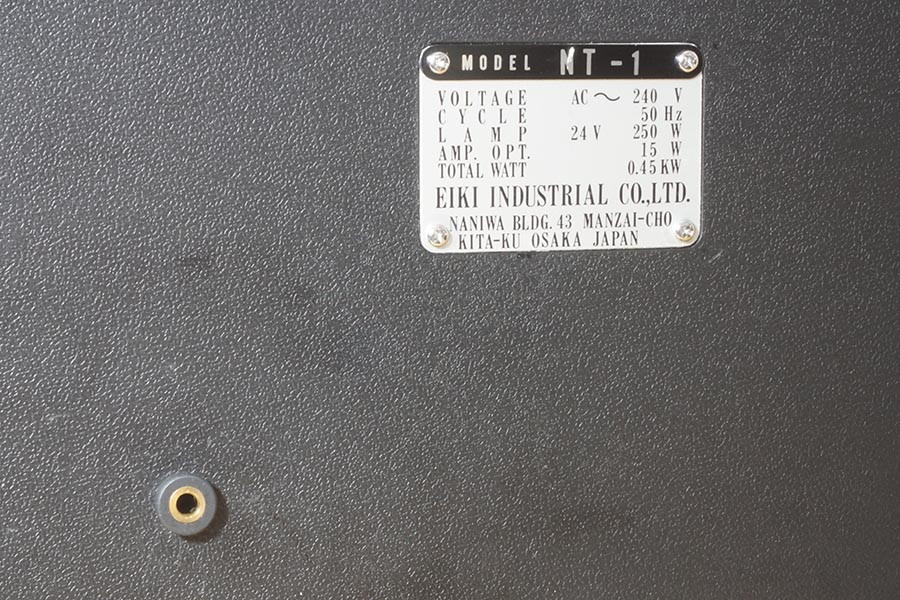 MODEL NT-1
VOLTAGE AC ~ 240 V
CYCLE 50 Hz
LAMP 24 V 250 W
AMP. OPT. 15 W
TOTAL WATT 0.45 KW
EIKI INDUSTRIAL CO.,LTD.
NANIWA BLDG. 43 MANZAI-CHO
KITA-KU OSAKA JAPAN